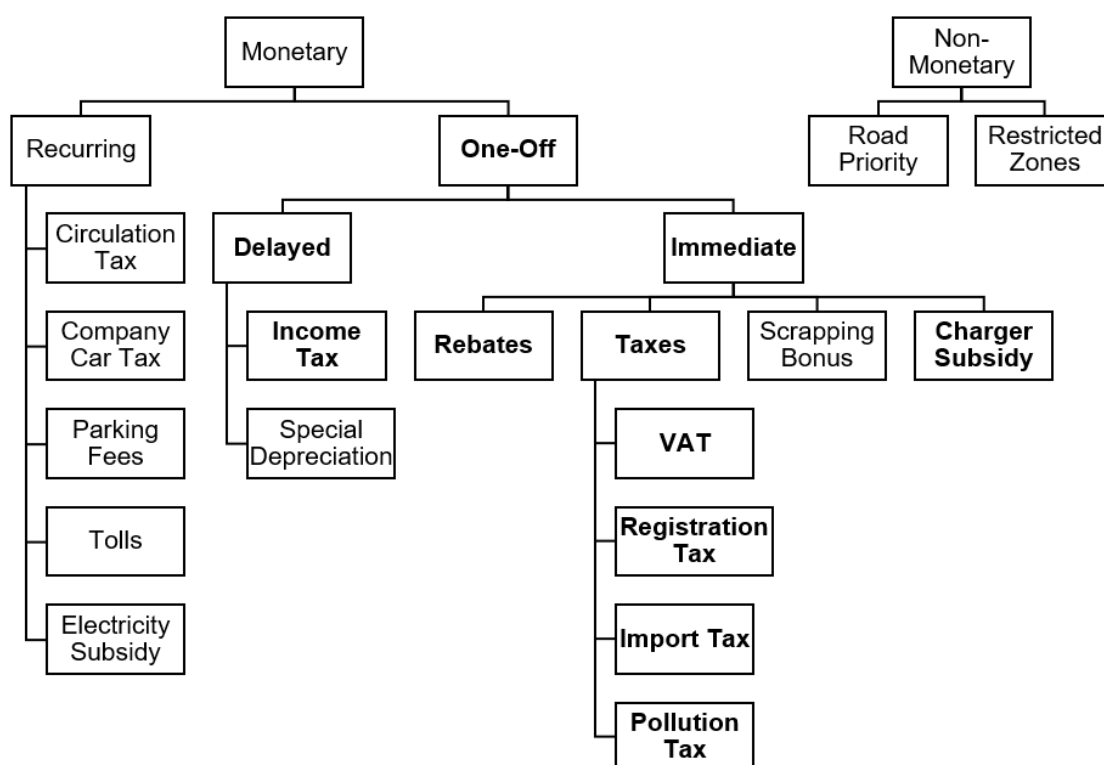 Monetary
Non-
Monetary
Recurring
One-Off
Road
Priority
Restricted
Zones
Circulation
Tax
Delayed
Immediate
Company
Car Tax
Income
Tax
Rebates
Taxes
Scrapping
Bonus
Charger
Subsidy
Parking
Fees
Special
Depreciation
VAT
Tolls
Registration
Tax
Electricity
Subsidy
Import Tax
Pollution
Tax